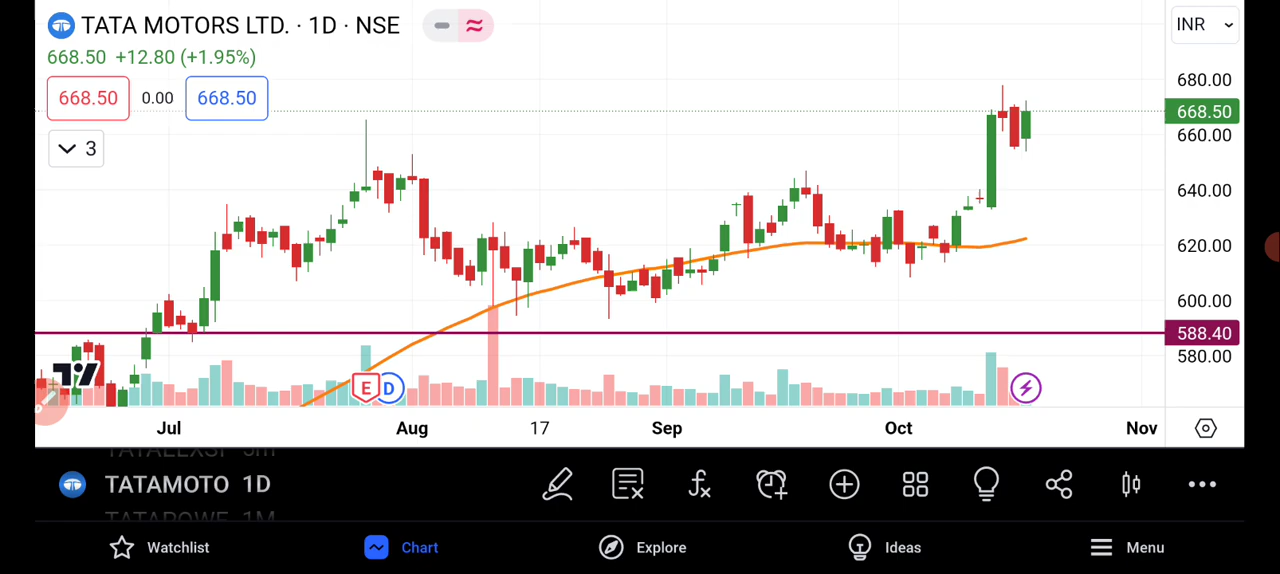 TATA MOTORS LTD. · 1D · NSE
INR
668.50 +12.80 (+1.95%)
668.50 0.00 668.50
3
680.00
668.50
660.00
640.00
620.00
600.00
588.40
580.00
E D
Jul Aug 17 Sep Oct Nov
TATAELXSI 3m
TATAMOTO 1D
TATAPOWE 1M
Watchlist Chart Explore Ideas Menu